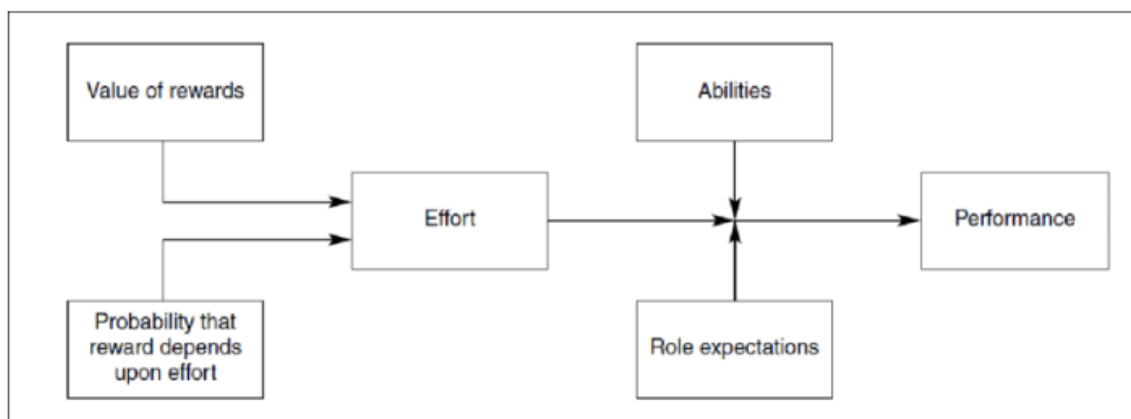 Value of rewards
Abilities
Effort
Performance
Probability that
reward depends
upon effort
Role expectations